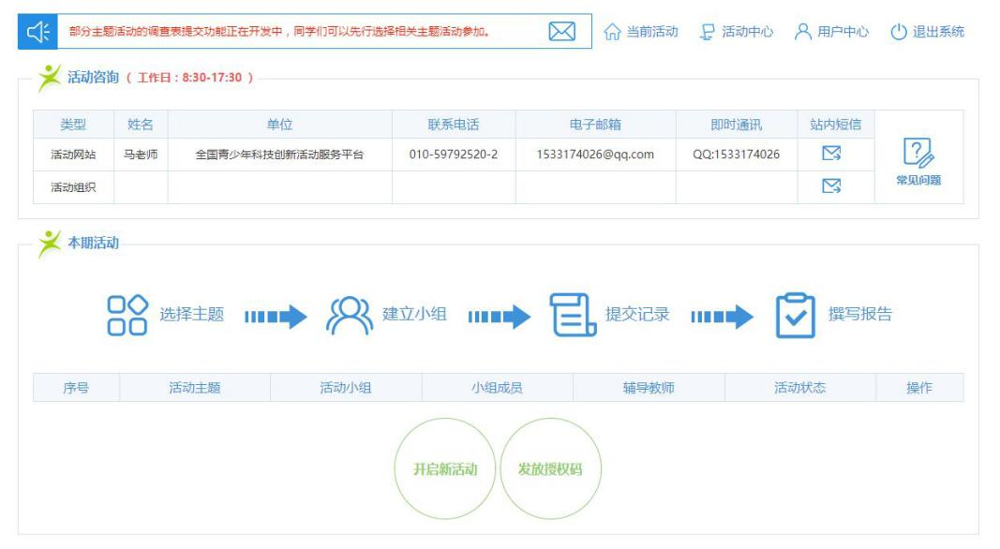 部分主题活动的调查表提交功能正在开发中，同学们可以先行选择相关主题活动参加。 当前活动 活动中心 用户中心 退出系统
活动咨询 （ 工作日：8:30-17:30 ）
类型 姓名 单位 联系电话 电子邮箱 即时通讯 站内短信
活动网站 马老师 全国青少年科技创新活动服务平台 010-59792520-2 1533174026@qq.com QQ:1533174026
常见问题
活动组织
本期活动
选择主题 建立小组 提交记录 撰写报告
序号 活动主题 活动小组 小组成员 辅导教师 活动状态 操作
开启新活动 发放授权码